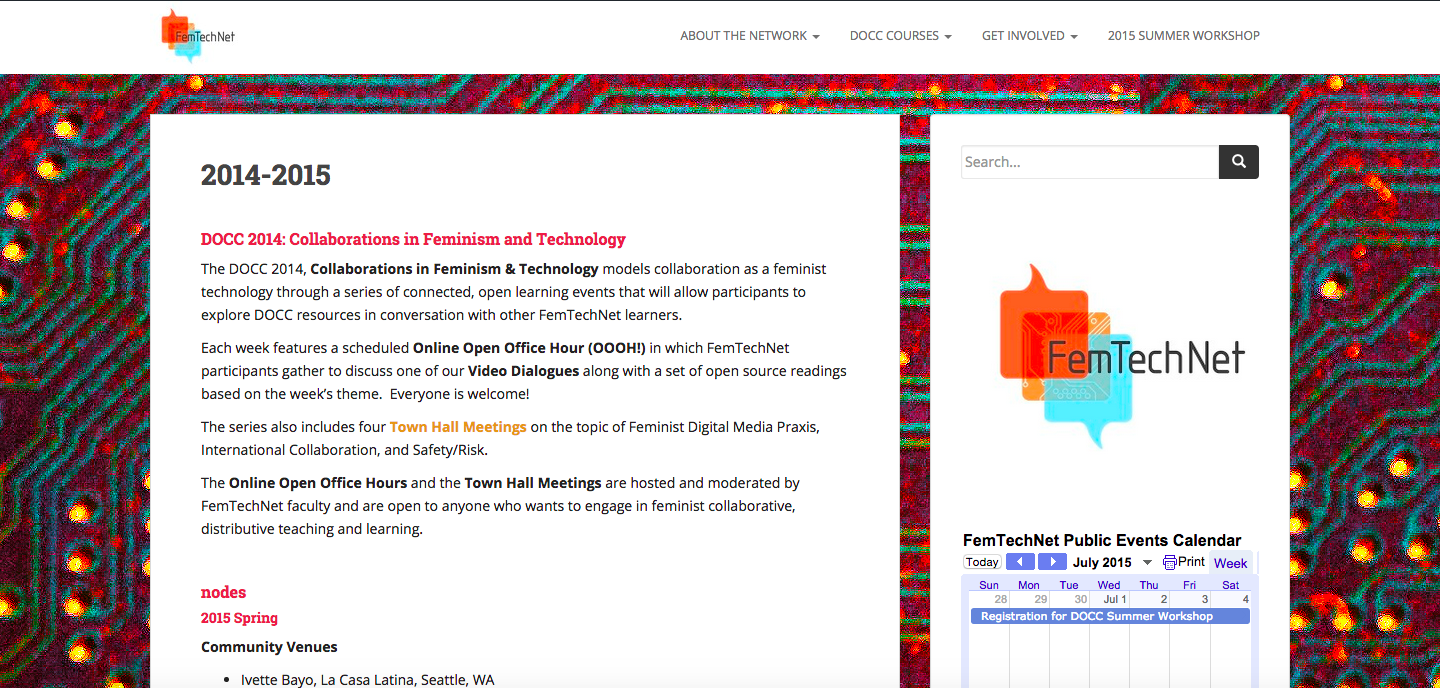 FemTechNet
ABOUT THE NETWORK
DOCC COURSES
GET INVOLVED
2015 SUMMER WORKSHOP
2014-2015
DOCC 2014: Collaborations in Feminism and Technology
The DOCC 2014, Collaborations in Feminism & Technology models collaboration as a feminist
technology through a series of connected, open learning events that will allow participants to
explore DOCC resources in conversation with other FemTechNet learners.
Each week features a scheduled Online Open Office Hour (OOOH!) in which FemTechNet
participants gather to discuss one of our Video Dialogues along with a set of open source readings
based on the week’s theme.  Everyone is welcome!
The series also includes four Town Hall Meetings on the topic of Feminist Digital Media Praxis,
International Collaboration, and Safety/Risk.
The Online Open Office Hours and the Town Hall Meetings are hosted and moderated by
FemTechNet faculty and are open to anyone who wants to engage in feminist collaborative,
distributive teaching and learning.
nodes
2015 Spring
Community Venues
• Ivette Bayo, La Casa Latina, Seattle, WA
Search...
FemTechNet
FemTechNet Public Events Calendar
Today July 2015 Print Week
Sun Mon Tue Wed Thu Fri Sat
28 29 30 Jul 1 2 3 4
Registration for DOCC Summer Workshop